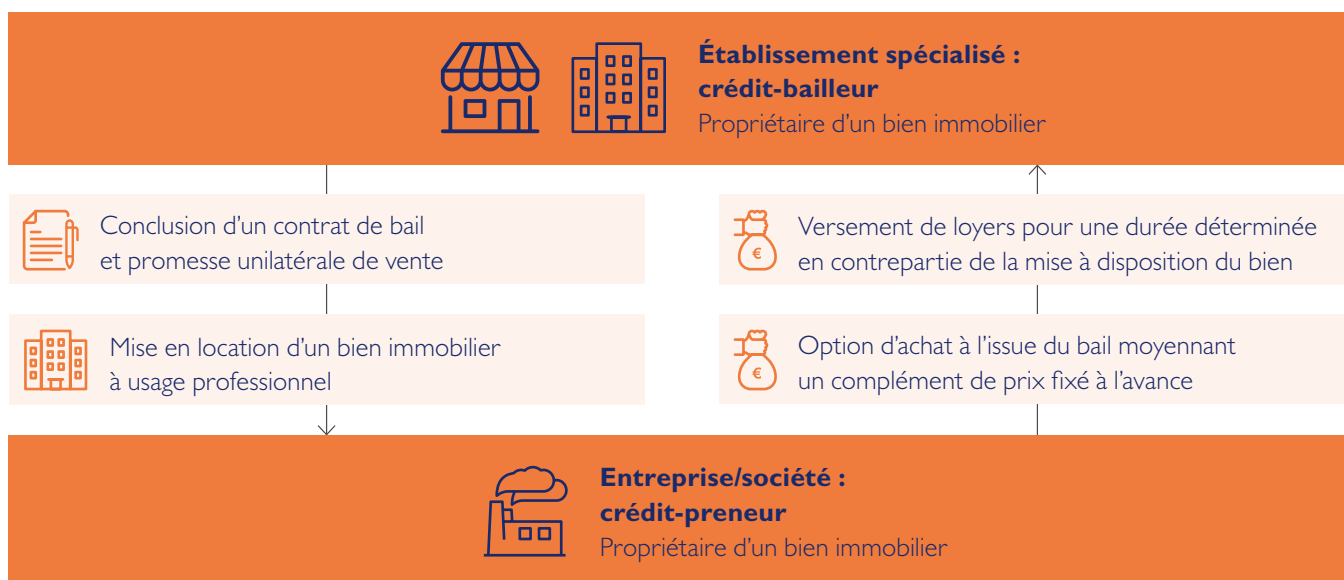 Établissement spécialisé :
crédit-bailleur
Propriétaire d'un bien immobilier
Conclusion d'un contrat de bail
et promesse unilatérale de vente
Mise en location d'un bien immobilier
à usage professionnel
Versement de loyers pour une durée déterminée
en contrepartie de la mise à disposition du bien
€
Option d'achat à l'issue du bail moyennant
un complément de prix fixé à l'avance
€
Entreprise/société :
crédit-preneur
Propriétaire d'un bien immobilier